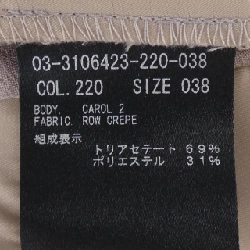 03-3106423-220-038
COL. 220 SIZE 038
BODY. CAROL 2
FABRIC. ROW CREPE
組成表示
トリアセテート 69%
ポリエステル 31%